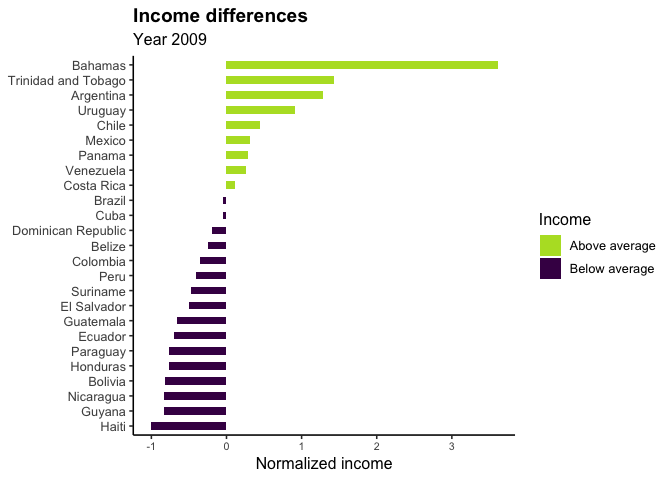 Income differences
Year 2009
Bahamas
Trinidad and Tobago
Argentina
Uruguay
Chile
Mexico
Panama
Venezuela
Costa Rica
Brazil
Cuba
Dominican Republic
Belize
Colombia
Peru
Suriname
El Salvador
Guatemala
Ecuador
Paraguay
Honduras
Bolivia
Nicaragua
Guyana
Haiti
-1 0 1 2 3
Normalized income
Income
Above average
Below average